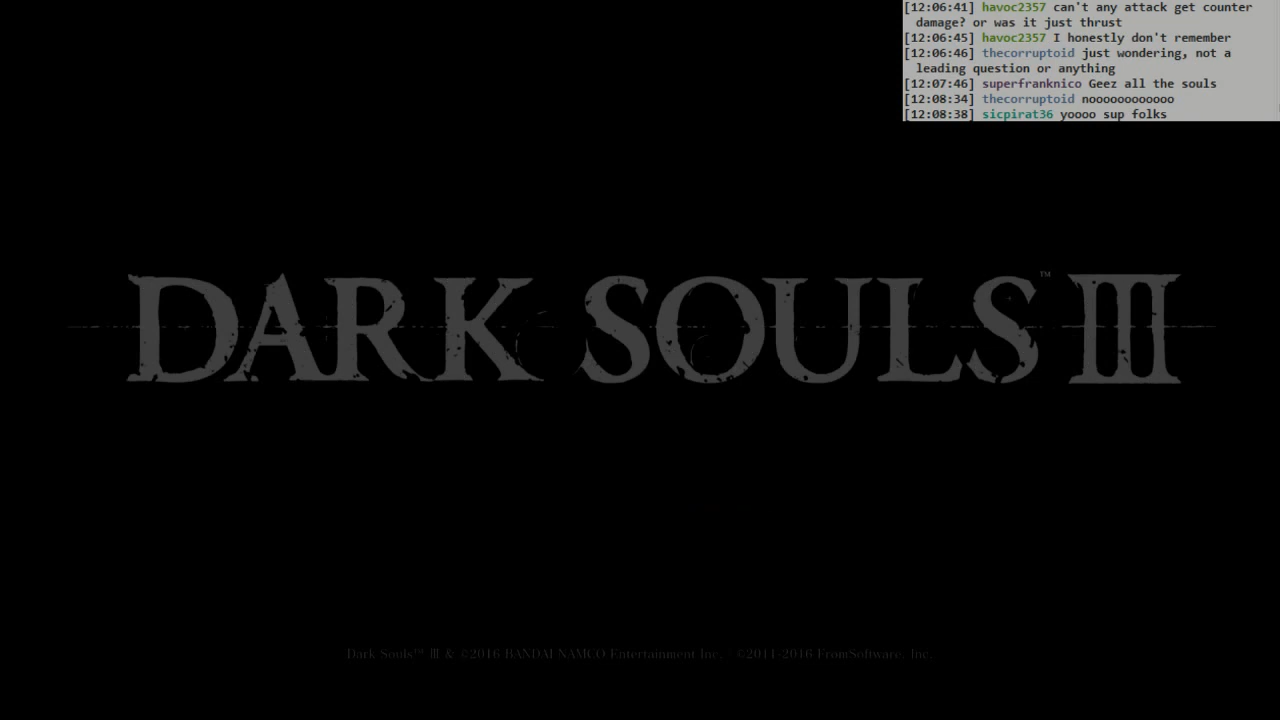 [12:06:41] havoc2357 can't any attack get counter
damage? or was it just thrust
[12:06:45] havoc2357 I honestly don't remember
[12:06:46] thecorruptoid just wondering, not a
leading question or anything
[12:07:46] superfranknico Geez all the souls
[12:08:34] thecorruptoid noooooooooooo
[12:08:38] sicpirat36 yoooo sup folks
DARK SOULS™ III
Dark Souls™ III & ©2016 BANDAI NAMCO Entertainment Inc. / ©2011-2016 FromSoftware, Inc.